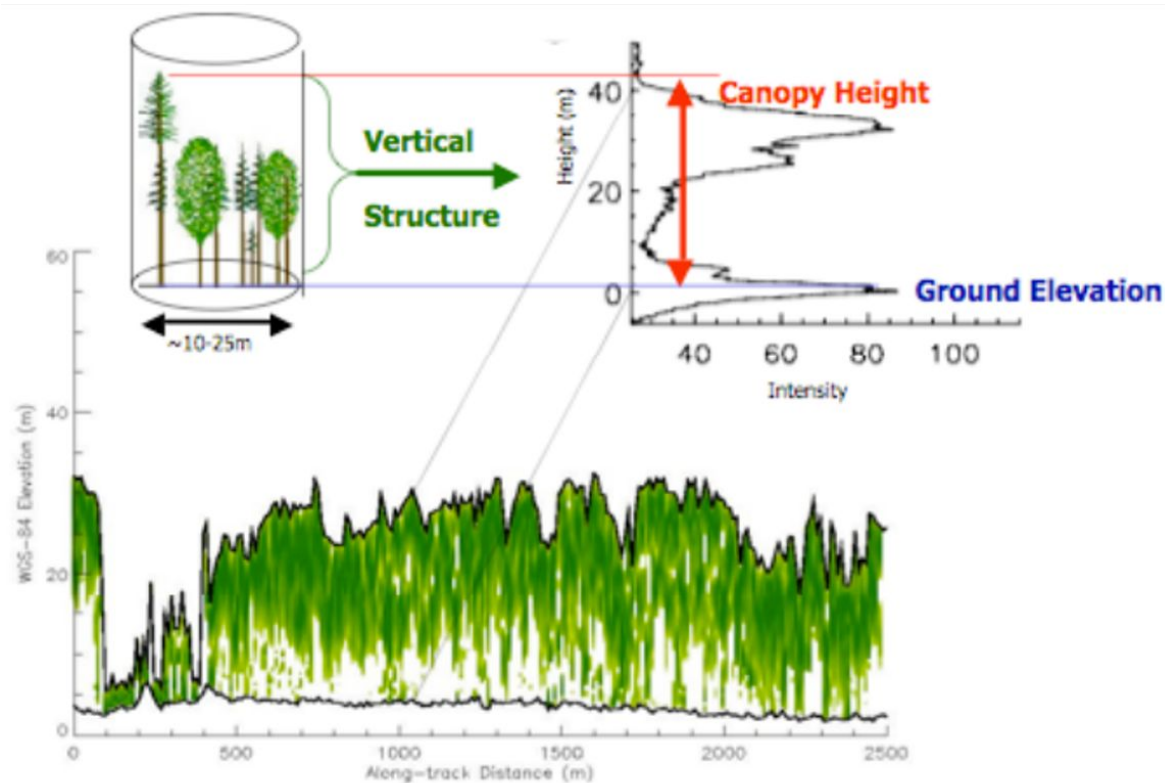 Vertical
Structure
~10-25m
Canopy Height
Ground Elevation
Height (m)
40
20
0
40
60
80
100
Intensity
WGS-84 Elevation (m)
60
40
20
0
0
500
1000
1500
2000
2500
Along-track Distance (m)